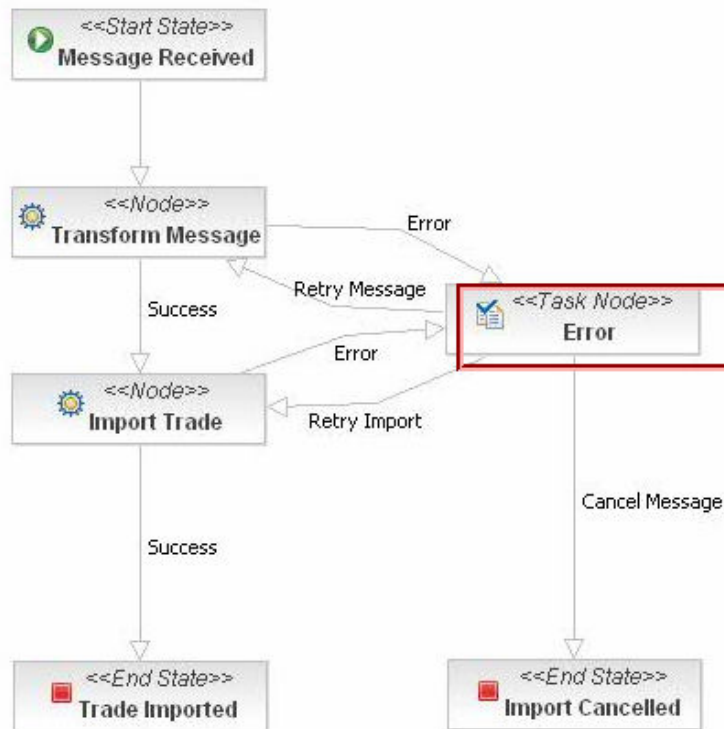 <<Start State>>
Message Received
<<Node>>
Transform Message
Error
Retry Message
<<Task Node>>
Error
Success
Error
<<Node>>
Import Trade
Retry Import
Cancel Message
Success
<<End State>>
Trade Imported
<<End State>>
Import Cancelled